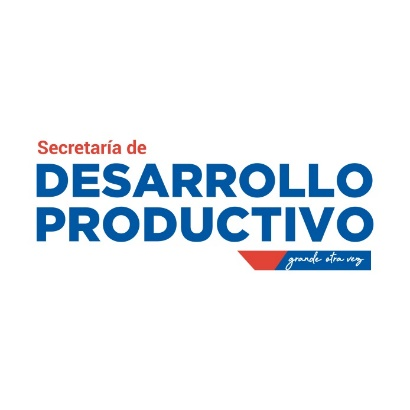 Secretaría de
DESARROLLO
PRODUCTIVO
grande otra vez